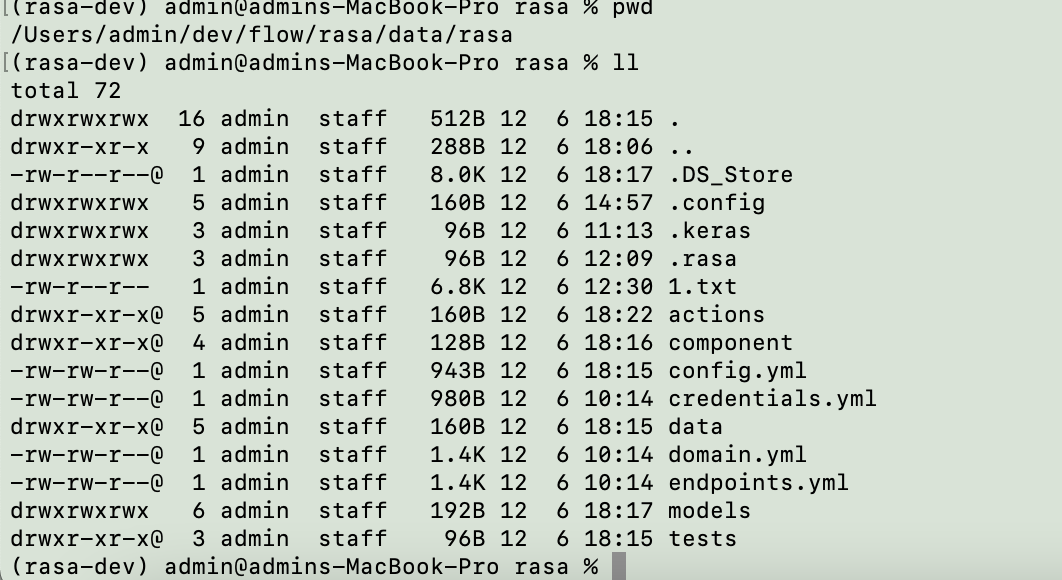 [(rasa-dev) admin@admins-MacBook-Pro rasa % pwd
/Users/admin/dev/flow/rasa/data/rasa
[(rasa-dev) admin@admins-MacBook-Pro rasa % ll
total 72
drwxrwxrwx  16 admin  staff   512B 12  6 18:15 .
drwxr-xr-x   9 admin  staff   288B 12  6 18:06 ..
-rw-r--r--@  1 admin  staff   8.0K 12  6 18:17 .DS_Store
drwxrwxrwx   5 admin  staff   160B 12  6 14:57 .config
drwxrwxrwx   3 admin  staff    96B 12  6 11:13 .keras
drwxrwxrwx   3 admin  staff    96B 12  6 12:09 .rasa
-rw-r--r--   1 admin  staff   6.8K 12  6 12:30 1.txt
drwxr-xr-x@  5 admin  staff   160B 12  6 18:22 actions
drwxr-xr-x@  4 admin  staff   128B 12  6 18:16 component
-rw-rw-r--@  1 admin  staff   943B 12  6 18:15 config.yml
-rw-rw-r--@  1 admin  staff   980B 12  6 10:14 credentials.yml
drwxr-xr-x@  5 admin  staff   160B 12  6 18:15 data
-rw-rw-r--@  1 admin  staff   1.4K 12  6 10:14 domain.yml
-rw-rw-r--@  1 admin  staff   1.4K 12  6 10:14 endpoints.yml
drwxrwxrwx   6 admin  staff   192B 12  6 18:17 models
drwxr-xr-x@  3 admin  staff    96B 12  6 18:15 tests
(rasa-dev) admin@admins-MacBook-Pro rasa %